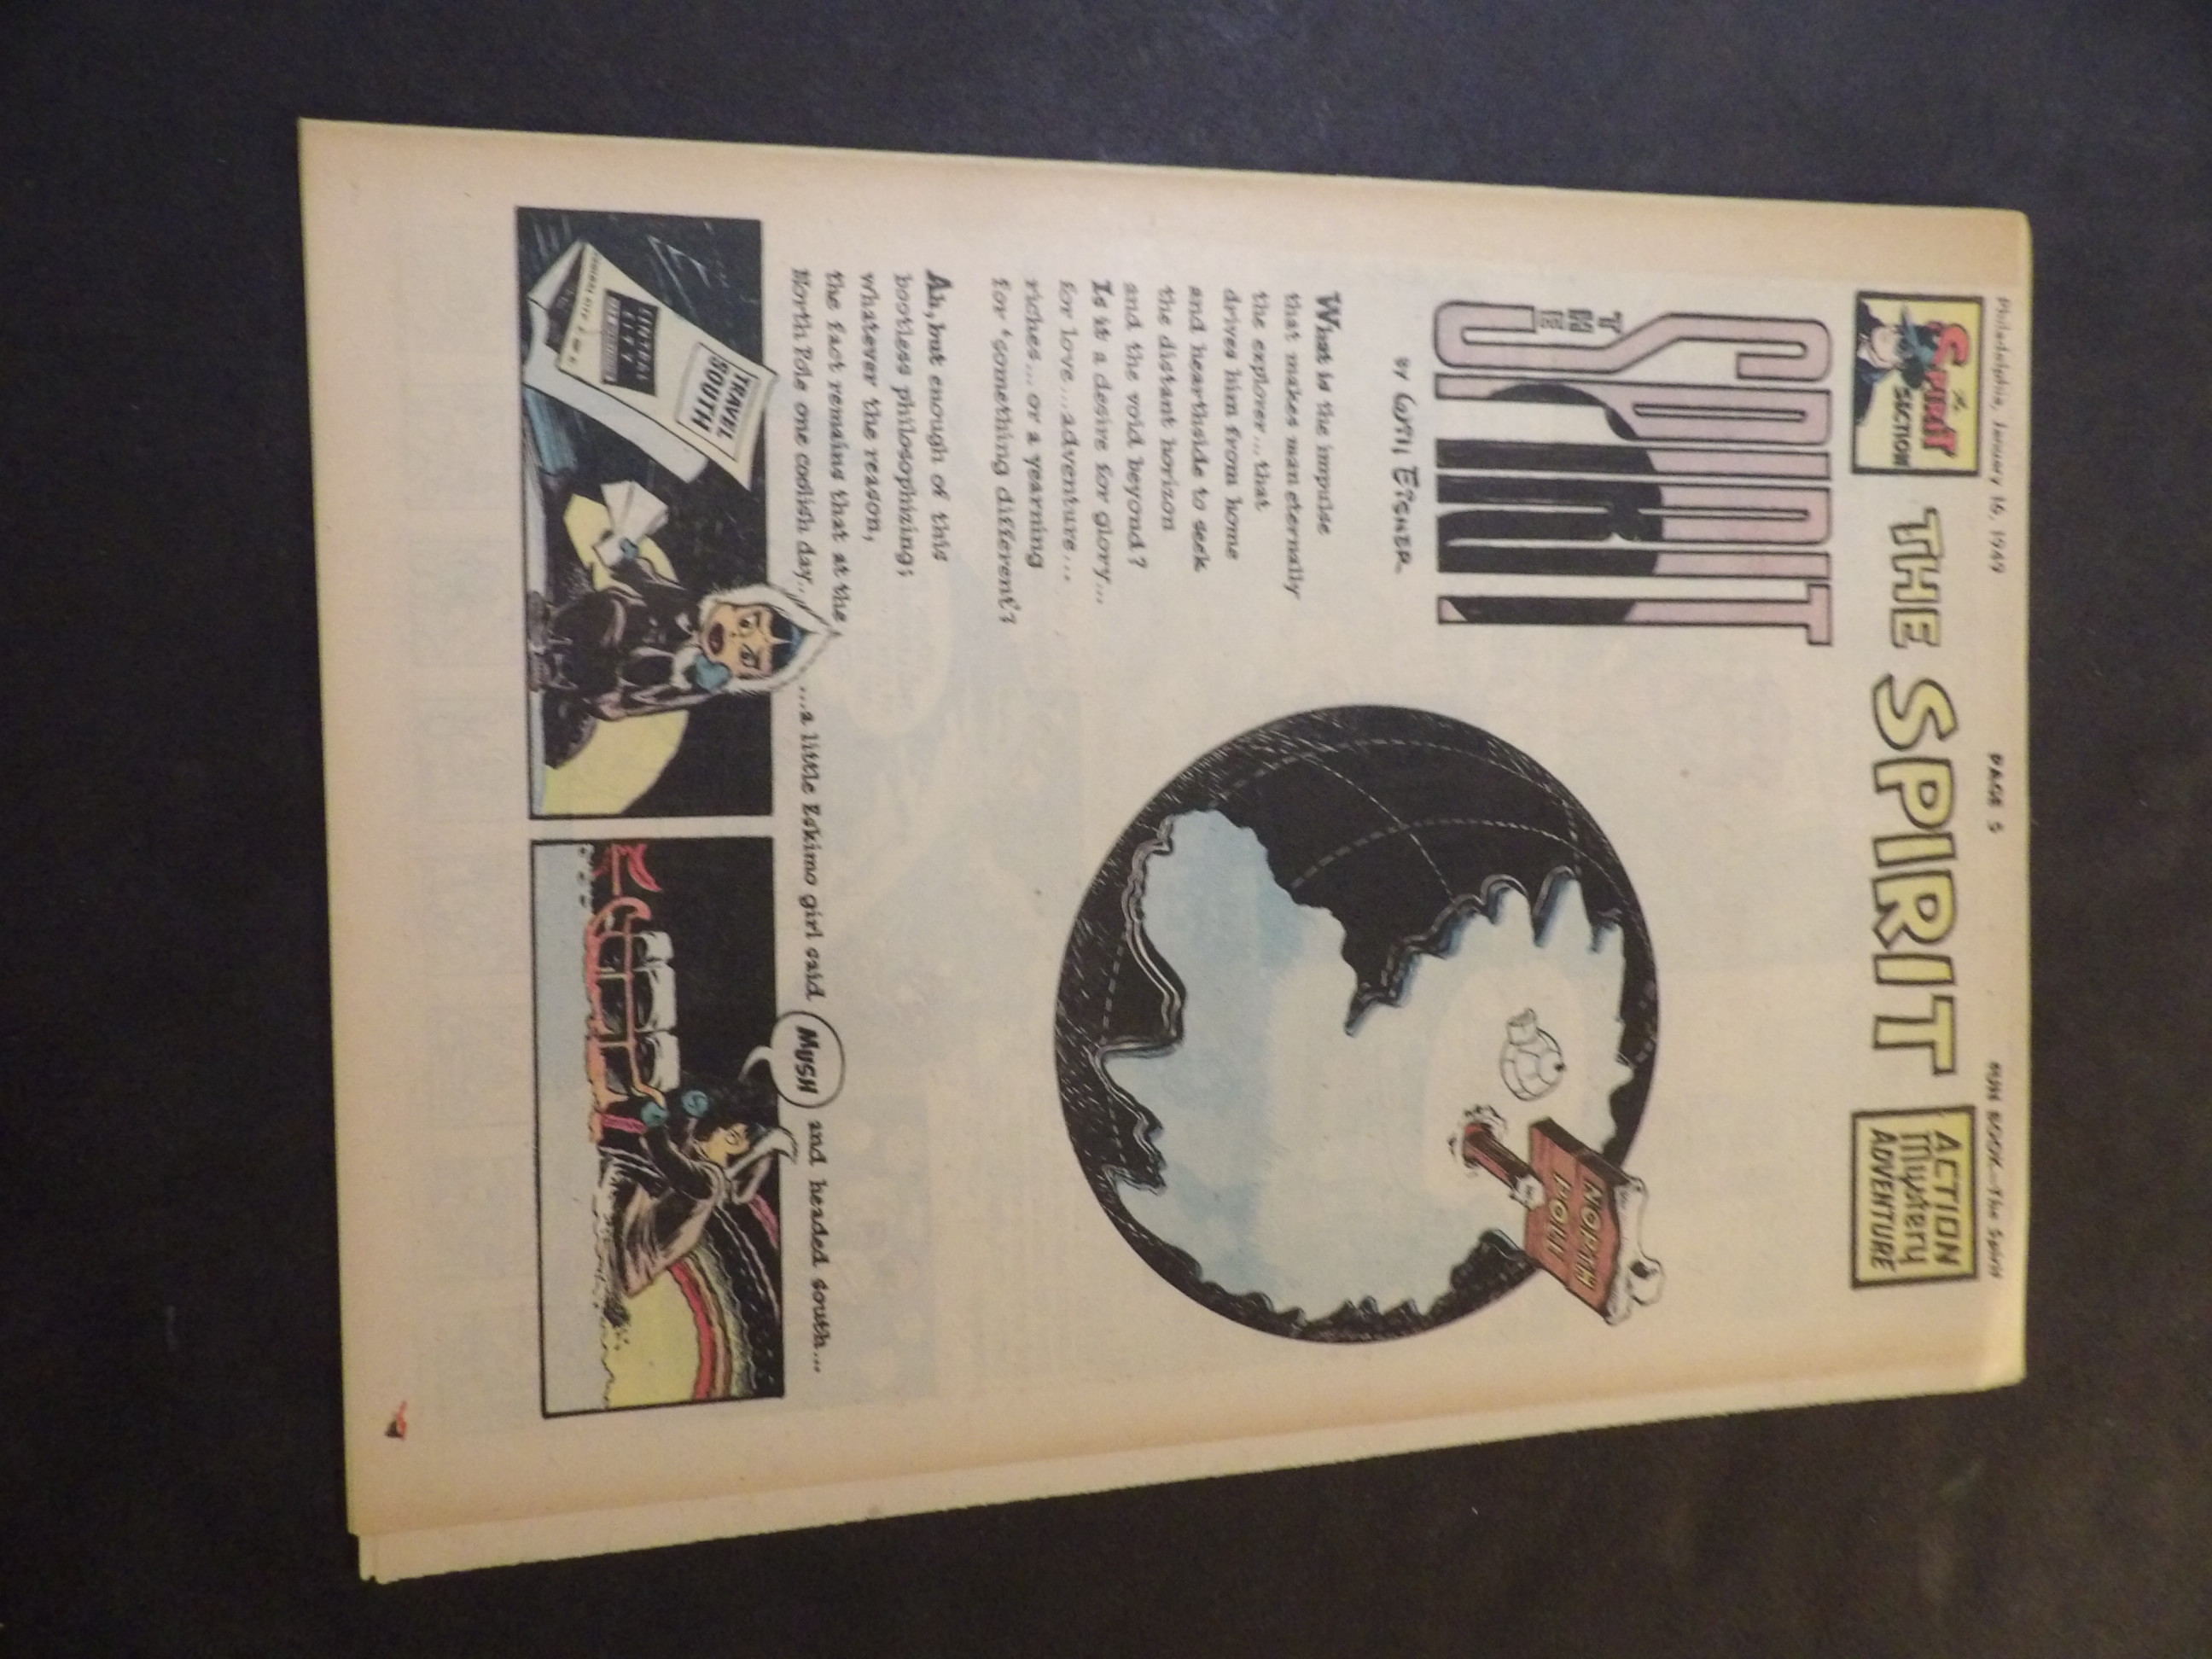 Philadelphia, January 16, 1949
PAGE 5
FUN BOOK—The Spirit
The SPIRIT SECTION
THE SPIRIT
ACTION
Mystery
ADVENTURE
THE
SPIRIT
By WILL EISNER
What is the impulse
that makes man eternally
the explorer... that
drives him from home
and hearthside to seek
the distant horizon
and the void beyond?
Is it a desire for glory...
for love... adventure...
riches... or a yearning
for 'something different'?
Ah, but enough of this
bootless philosophizing;
whatever the reason,
the fact remains that at the
North Pole one coolish day...
NORTH
POLE
...a little Eskimo girl said MUSH and headed south...
TRAVEL
SOUTH
CENTRAL
CITY